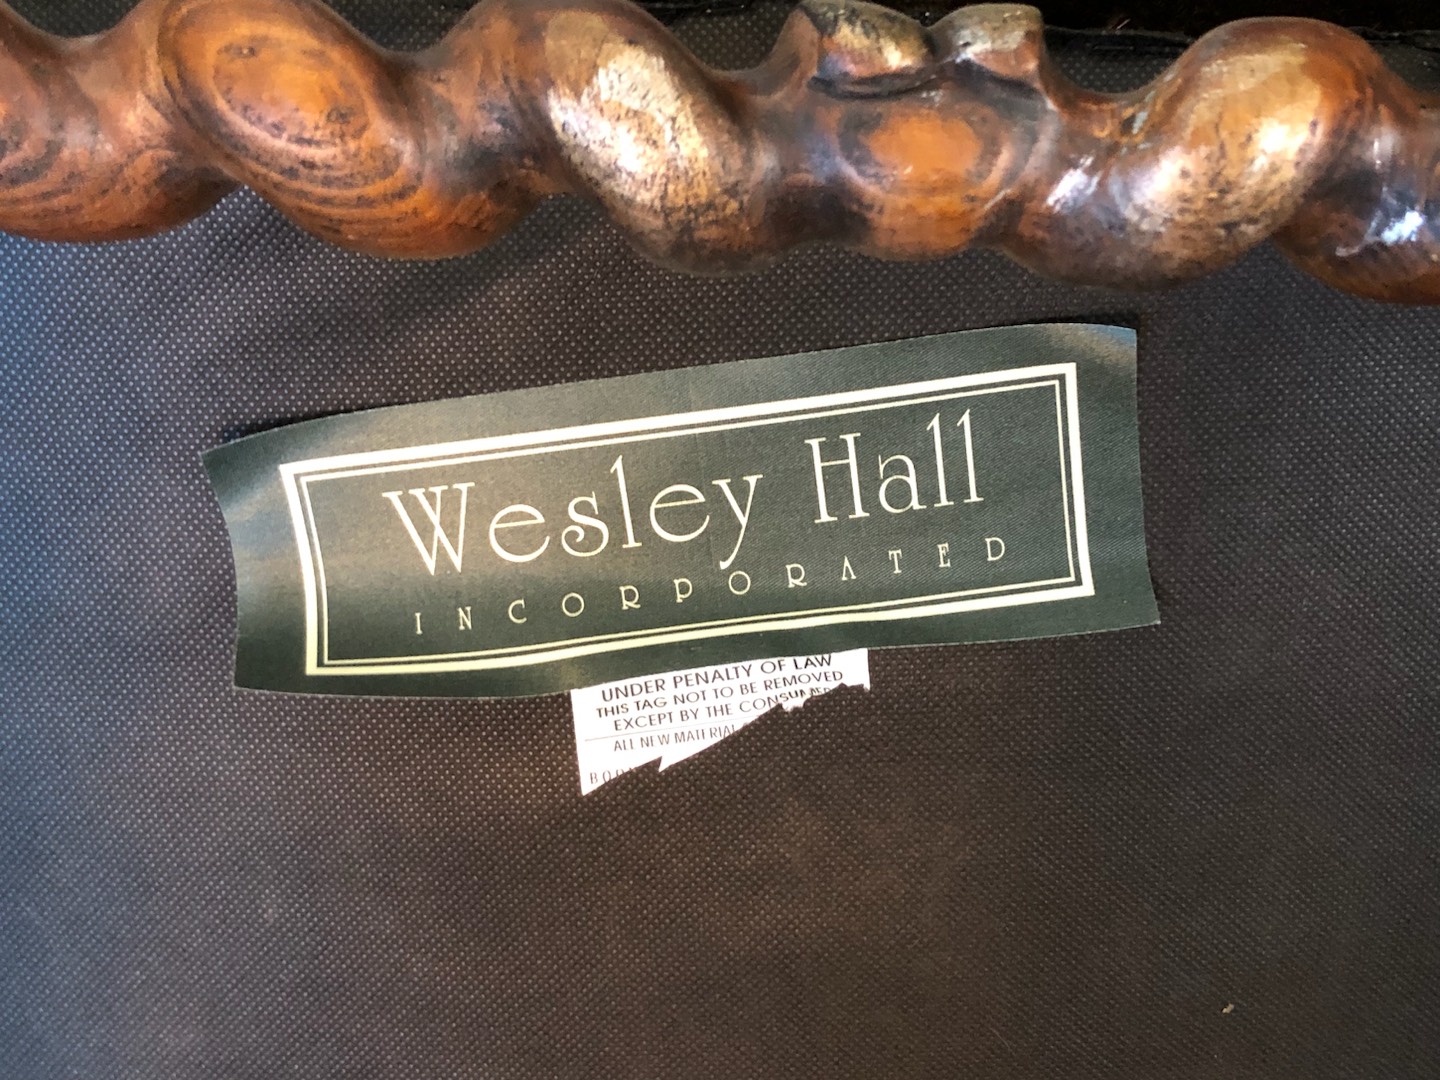 Wesley Hall
INCORPORATED
UNDER PENALTY OF LAW
THIS TAG NOT TO BE REMOVED
EXCEPT BY THE CONSUMER
ALL NEW MATERIAL